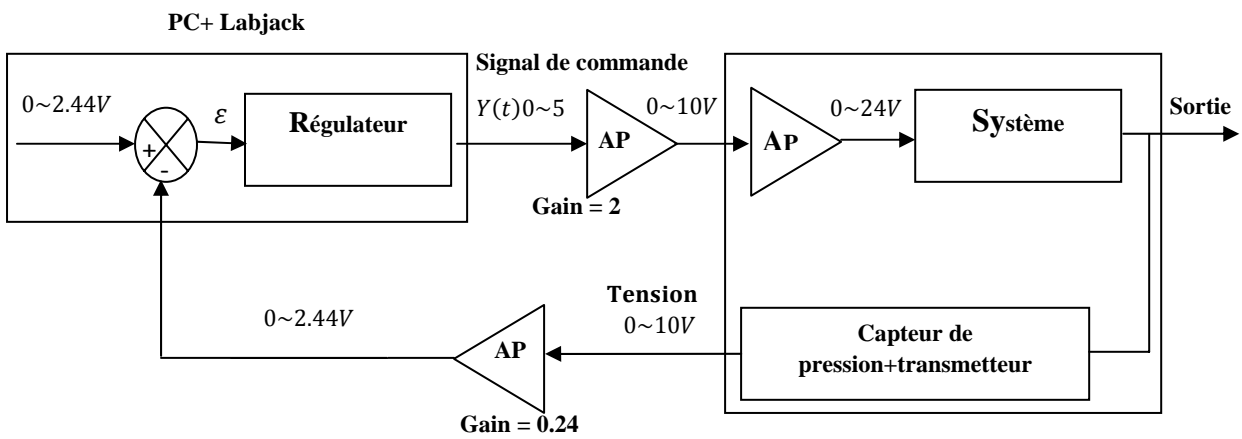 PC+ Labjack
0~2.44V
+
-
ε
Régulateur
Signal de commande
Y(t)0~5
AP
Gain = 2
0~10V
AP
0~24V
Système
Sortie
0~2.44V
AP
Gain = 0.24
Tension
0~10V
Capteur de
pression+transmetteur